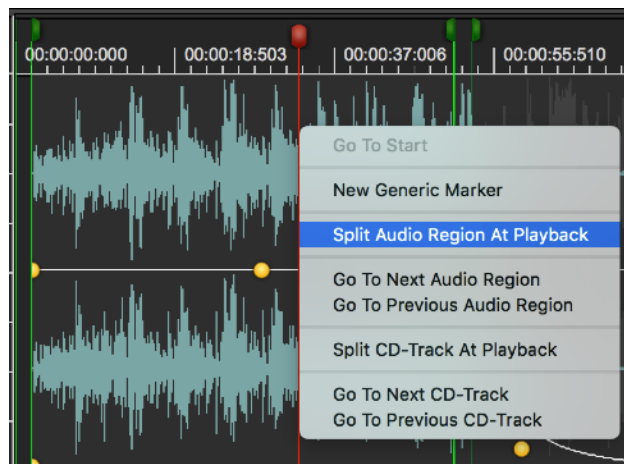 00:00:00:000 00:00:18:503 00:00:37:006 00:00:55:510
Go To Start
New Generic Marker
Split Audio Region At Playback
Go To Next Audio Region
Go To Previous Audio Region
Split CD-Track At Playback
Go To Next CD-Track
Go To Previous CD-Track